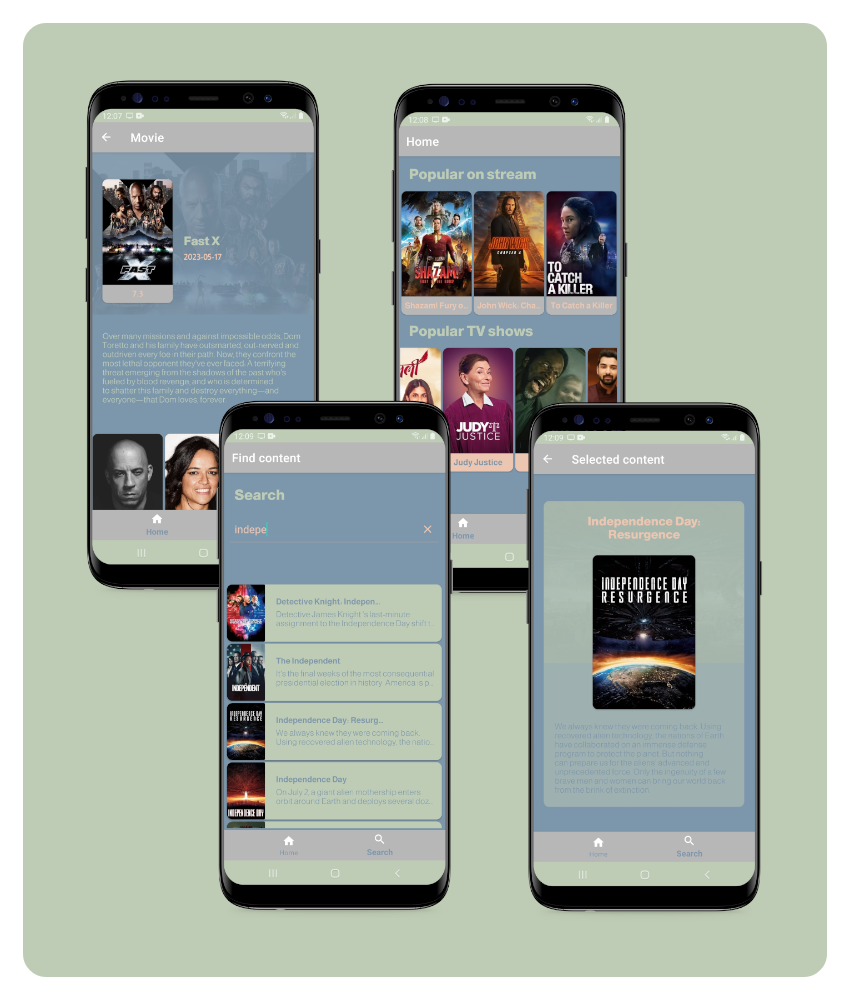 12:07
Movie
FAST X
Fast X
2023-05-17
7.3
Over many missions and against impossible odds, Dom
Toretto and his family have outsmarted, out-nerved and
outdriven every foe in their path. Now, they confront the
most lethal opponent they've ever faced: A terrifying
threat emerging from the shadows of the past who's
fueled by blood revenge, and who is determined
to shatter this family and destroy everything—and
everyone—that Dom loves, forever.
Home
12:08
Home
Popular on stream
SHAZAM!
JOHN WICK
CHAPTER 4
TO
CATCH
A KILLER
Shazam! Fury o..
John Wick: Cha..
To Catch a Killer
Popular TV shows
JUDY
JUSTICE
Judy Justice
Home
12:05
Find content
Search
indepe
Detective Knight: Indepen...
Detective James Knight 's last-minute
assignment to the Independence Day shift t..
INDEPENDENT
The Independent
It's the final weeks of the most consequential
presidential election in history. America is p..
Independence Day: Resurg...
We always knew they were coming back.
Using recovered alien technology, the natio..
INDEPENDENCE DAY
Independence Day
On July 2, a giant alien mothership enters
orbit around Earth and deploys several doz..
Home
Search
12:09
Selected content
Independence Day:
Resurgence
INDEPENDENCE DAY
RESURGENCE
We always knew they were coming back. Using
recovered alien technology, the nations of Earth
have collaborated on an immense defense
program to protect the planet. But nothing
can prepare us for the aliens' advanced and
unprecedented force. Only the ingenuity of a few
brave men and women can bring our world back
from the brink of extinction.
Home
Search